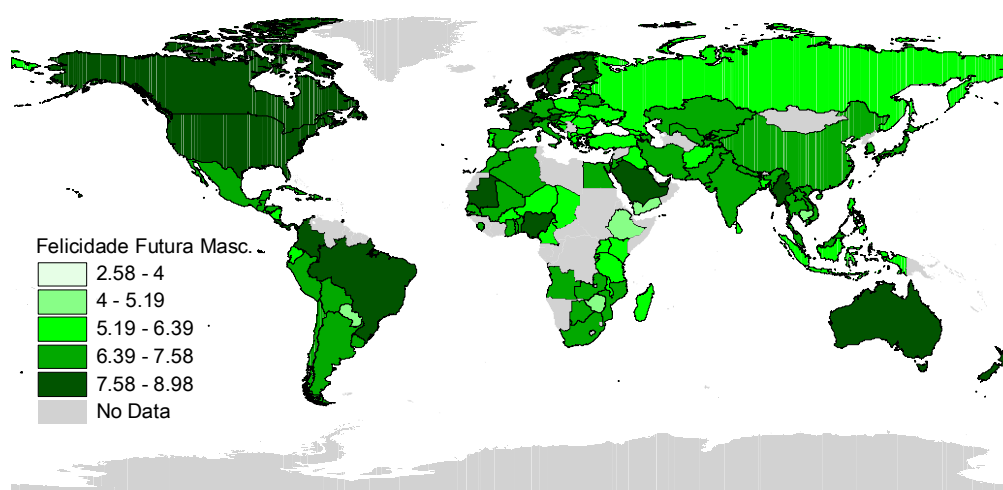 Felicidade Futura Masc.
2.58 - 4
4 - 5.19
5.19 - 6.39
6.39 - 7.58
7.58 - 8.98
No Data